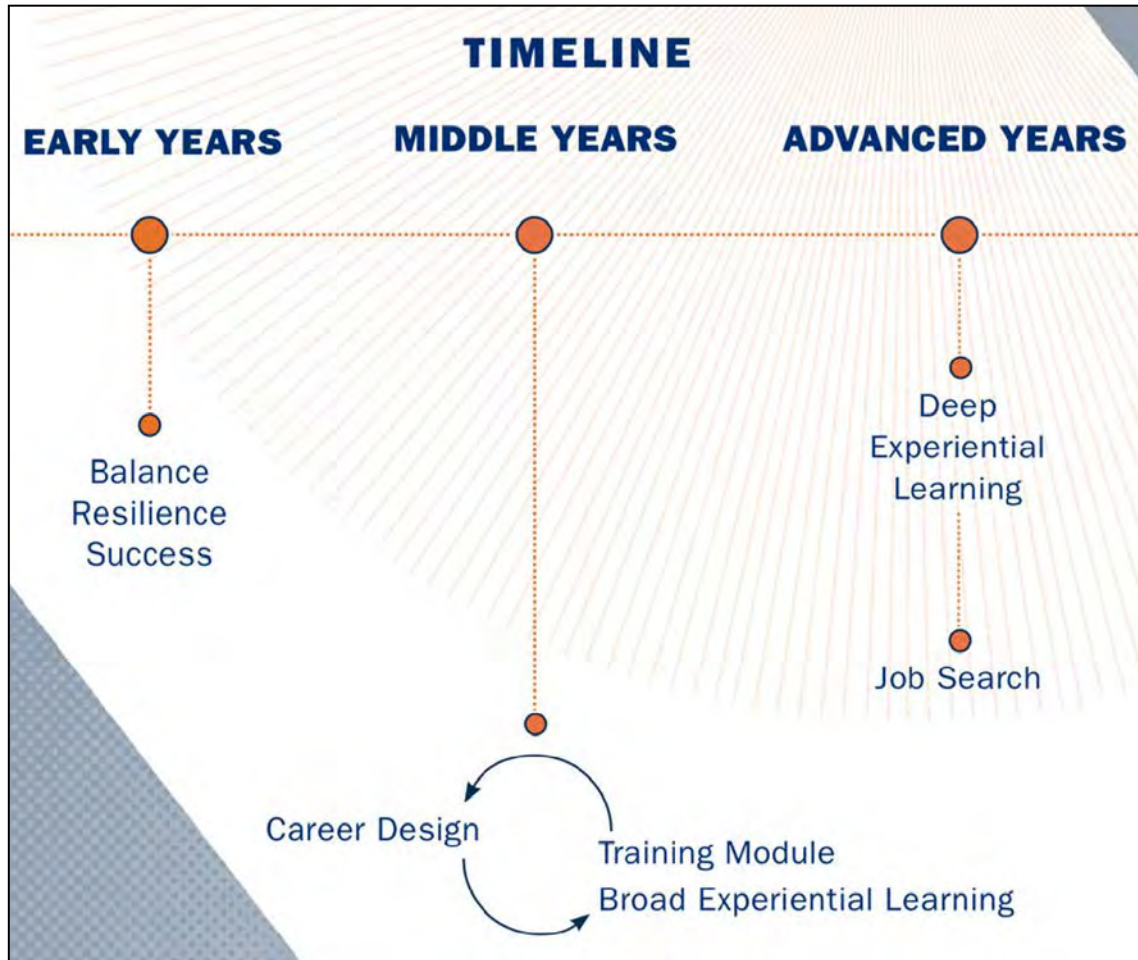 TIMELINE
EARLY YEARS
MIDDLE YEARS
ADVANCED YEARS
Balance
Resilience
Success
Career Design
Training Module
Broad Experiential Learning
Deep
Experiential
Learning
Job Search